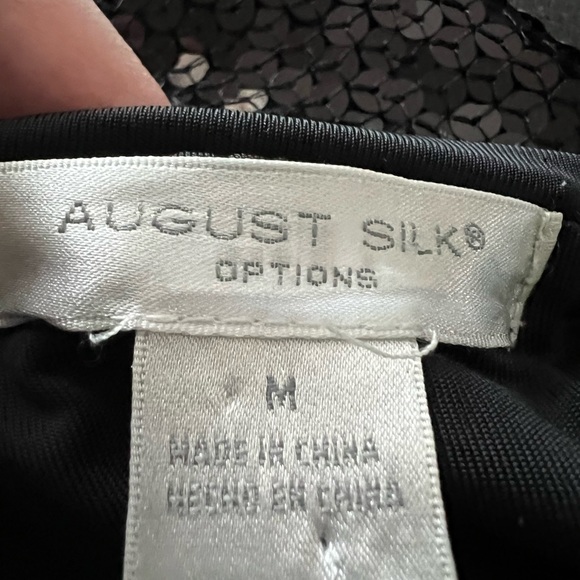 AUGUST SILK®
OPTIONS
M
MADE IN CHINA
HECHO EN CHINA